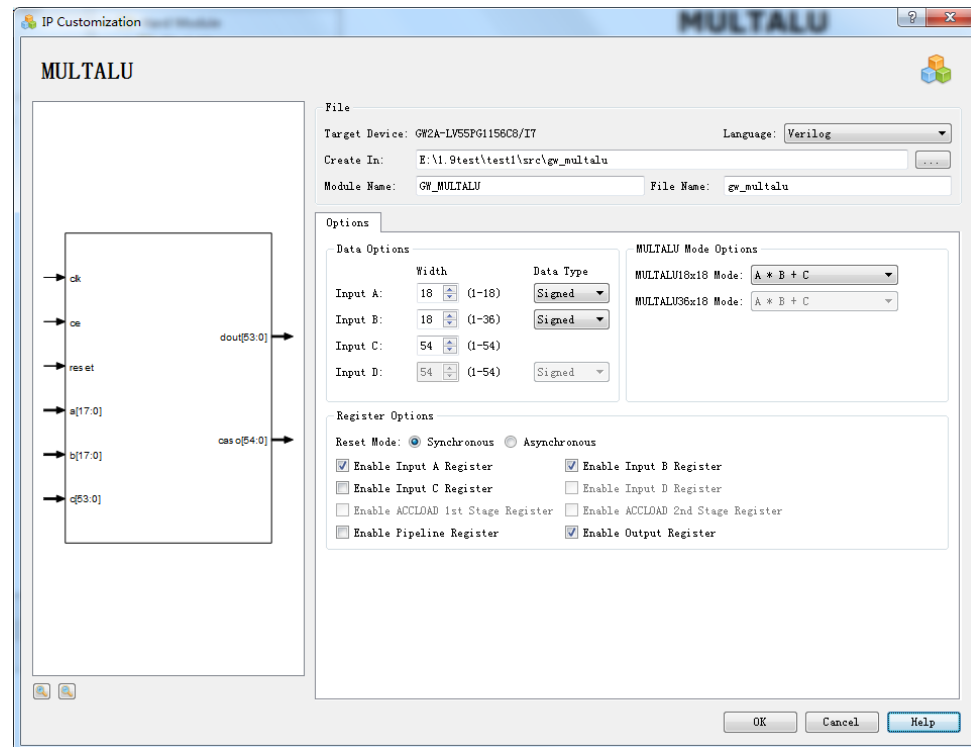 IP Customization
MULTALU
MULTALU
clk
ce
reset
a[17:0]
b[17:0]
c[53:0]
dout[53:0]
caso[54:0]
File
Target Device: GW2A-LV55PG1156C8/I7 Language: Verilog
Create In: E:\1.9test\test1\src\gw_multalu ...
Module Name: GW_MULTALU File Name: gw_multalu
Options
Data Options
Width Data Type
Input A: 18 (1-18) Signed
Input B: 18 (1-36) Signed
Input C: 54 (1-54)
Input D: 54 (1-54) Signed
MULTALU Mode Options
MULTALU18x18 Mode: A * B + C
MULTALU36x18 Mode: A * B + C
Register Options
Reset Mode: Synchronous Asynchronous
Enable Input A Register Enable Input B Register
Enable Input C Register Enable Input D Register
Enable ACCLOAD 1st Stage Register Enable ACCLOAD 2nd Stage Register
Enable Pipeline Register Enable Output Register
OK Cancel Help